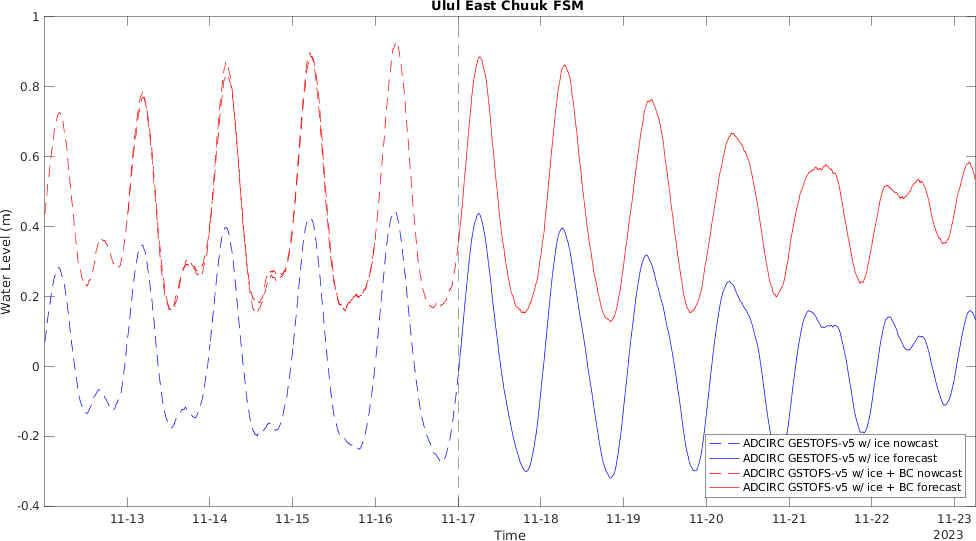 Ulul East Chuuk FSM
Water Level (m)
1
0.8
0.6
0.4
0.2
0
-0.2
-0.4
ADCIRC GESTOFS-v5 w/ ice nowcast
ADCIRC GESTOFS-v5 w/ ice forecast
ADCIRC GSTOFS-v5 w/ ice + BC nowcast
ADCIRC GSTOFS-v5 w/ ice + BC forecast
11-13 11-14 11-15 11-16 11-17 11-18 11-19 11-20 11-21 11-22 11-23
2023
Time